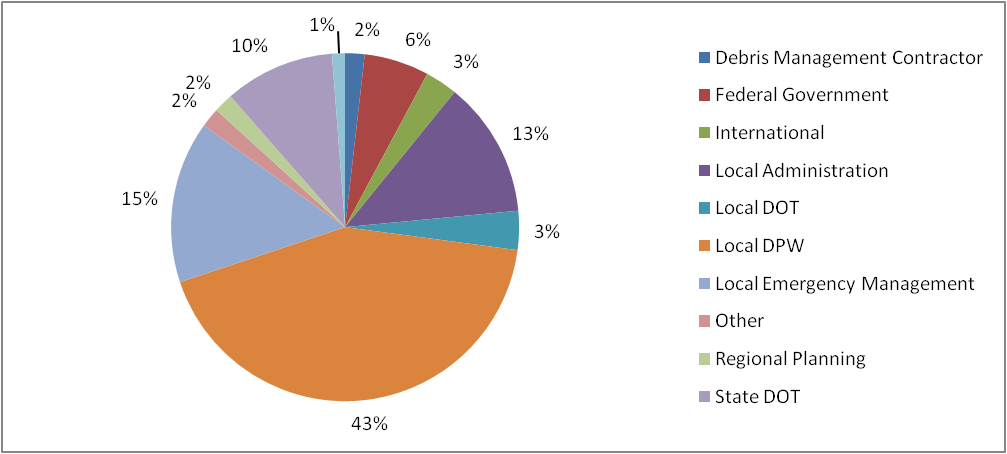 1%
2%
6%
3%
13%
3%
43%
15%
2%
2%
10%
Debris Management Contractor
Federal Government
International
Local Administration
Local DOT
Local DPW
Local Emergency Management
Other
Regional Planning
State DOT